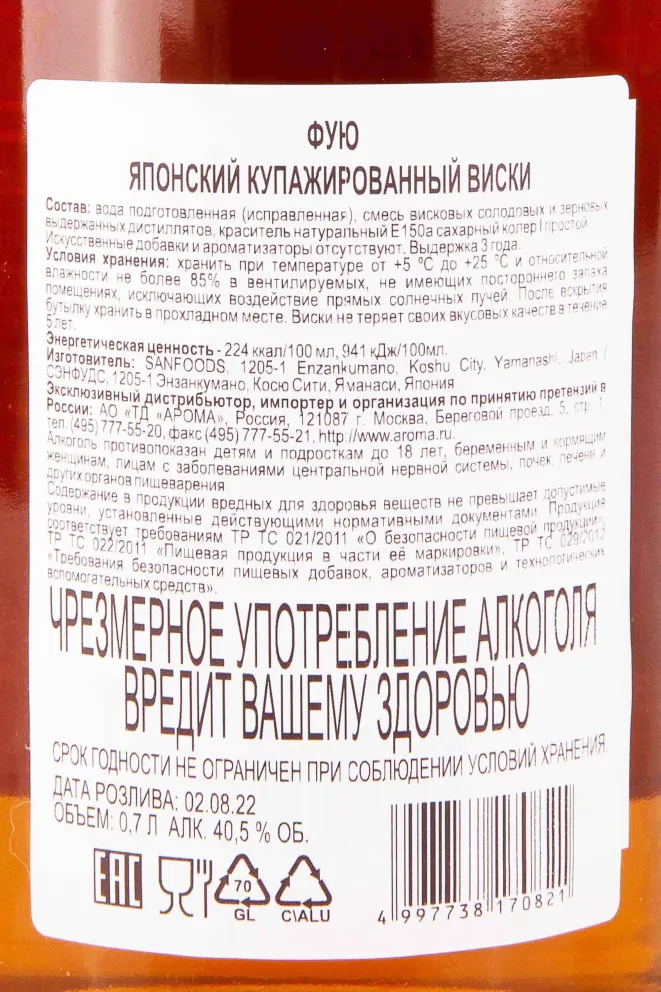 ФУЮ
ЯПОНСКИЙ КУПАЖИРОВАННЫЙ ВИСКИ
Состав: вода подготовленная (исправленная), смесь висковых солодовых и зерновых
выдержанных дистиллятов, краситель натуральный Е150а сахарный колер I простой.
Искусственные добавки и ароматизаторы отсутствуют. Выдержка 3 года.
Условия хранения: хранить при температуре от +5 °С до +25 °С и относительной
влажности не более 85% в вентилируемых, не имеющих постороннего запаха
помещениях, исключающих воздействие прямых солнечных лучей. После вскрытия
бутылку хранить в прохладном месте. Виски не теряет своих вкусовых качеств в течение
5 лет.
Энергетическая ценность - 224 ккал/100 мл, 941 кДж/100мл.
Изготовитель: SANFOODS, 1205-1 Enzankumano, Koshu City, Yamanashi, Japan /
СЭНФУДС, 1205-1 Энзанкумано, Косю Сити, Яманаси, Япония
Эксклюзивный дистрибьютор, импортер и организация по принятию претензий в
России: АО «ТД «АРОМА», Россия, 121087 г. Москва, Береговой проезд, 5, стр. 1,
тел. (495) 777-55-20, факс (495) 777-55-21, http://www.aroma.ru.
Алкоголь противопоказан детям и подросткам до 18 лет, беременным и кормящим
женщинам, лицам с заболеваниями центральной нервной системы, почек, печени и
других органов пищеварения.
Содержание в продукции вредных для здоровья веществ не превышает допустимые
уровни, установленные действующими нормативными документами. Продукция
соответствует требованиям ТР ТС 021/2011 «О безопасности пищевой продукции»,
ТР ТС 022/2011 «Пищевая продукция в части её маркировки», ТР ТС 029/2012
«Требования безопасности пищевых добавок, ароматизаторов и технологических
вспомогательных средств».
ЧРЕЗМЕРНОЕ УПОТРЕБЛЕНИЕ АЛКОГОЛЯ
ВРЕДИТ ВАШЕМУ ЗДОРОВЬЮ
СРОК ГОДНОСТИ НЕ ОГРАНИЧЕН ПРИ СОБЛЮДЕНИИ УСЛОВИЙ ХРАНЕНИЯ.
ДАТА РОЗЛИВА: 02.08.22
ОБЪЕМ: 0,7 Л АЛК. 40,5 % ОБ.
EAC
70
GL
C\ALU
4 997738 170821